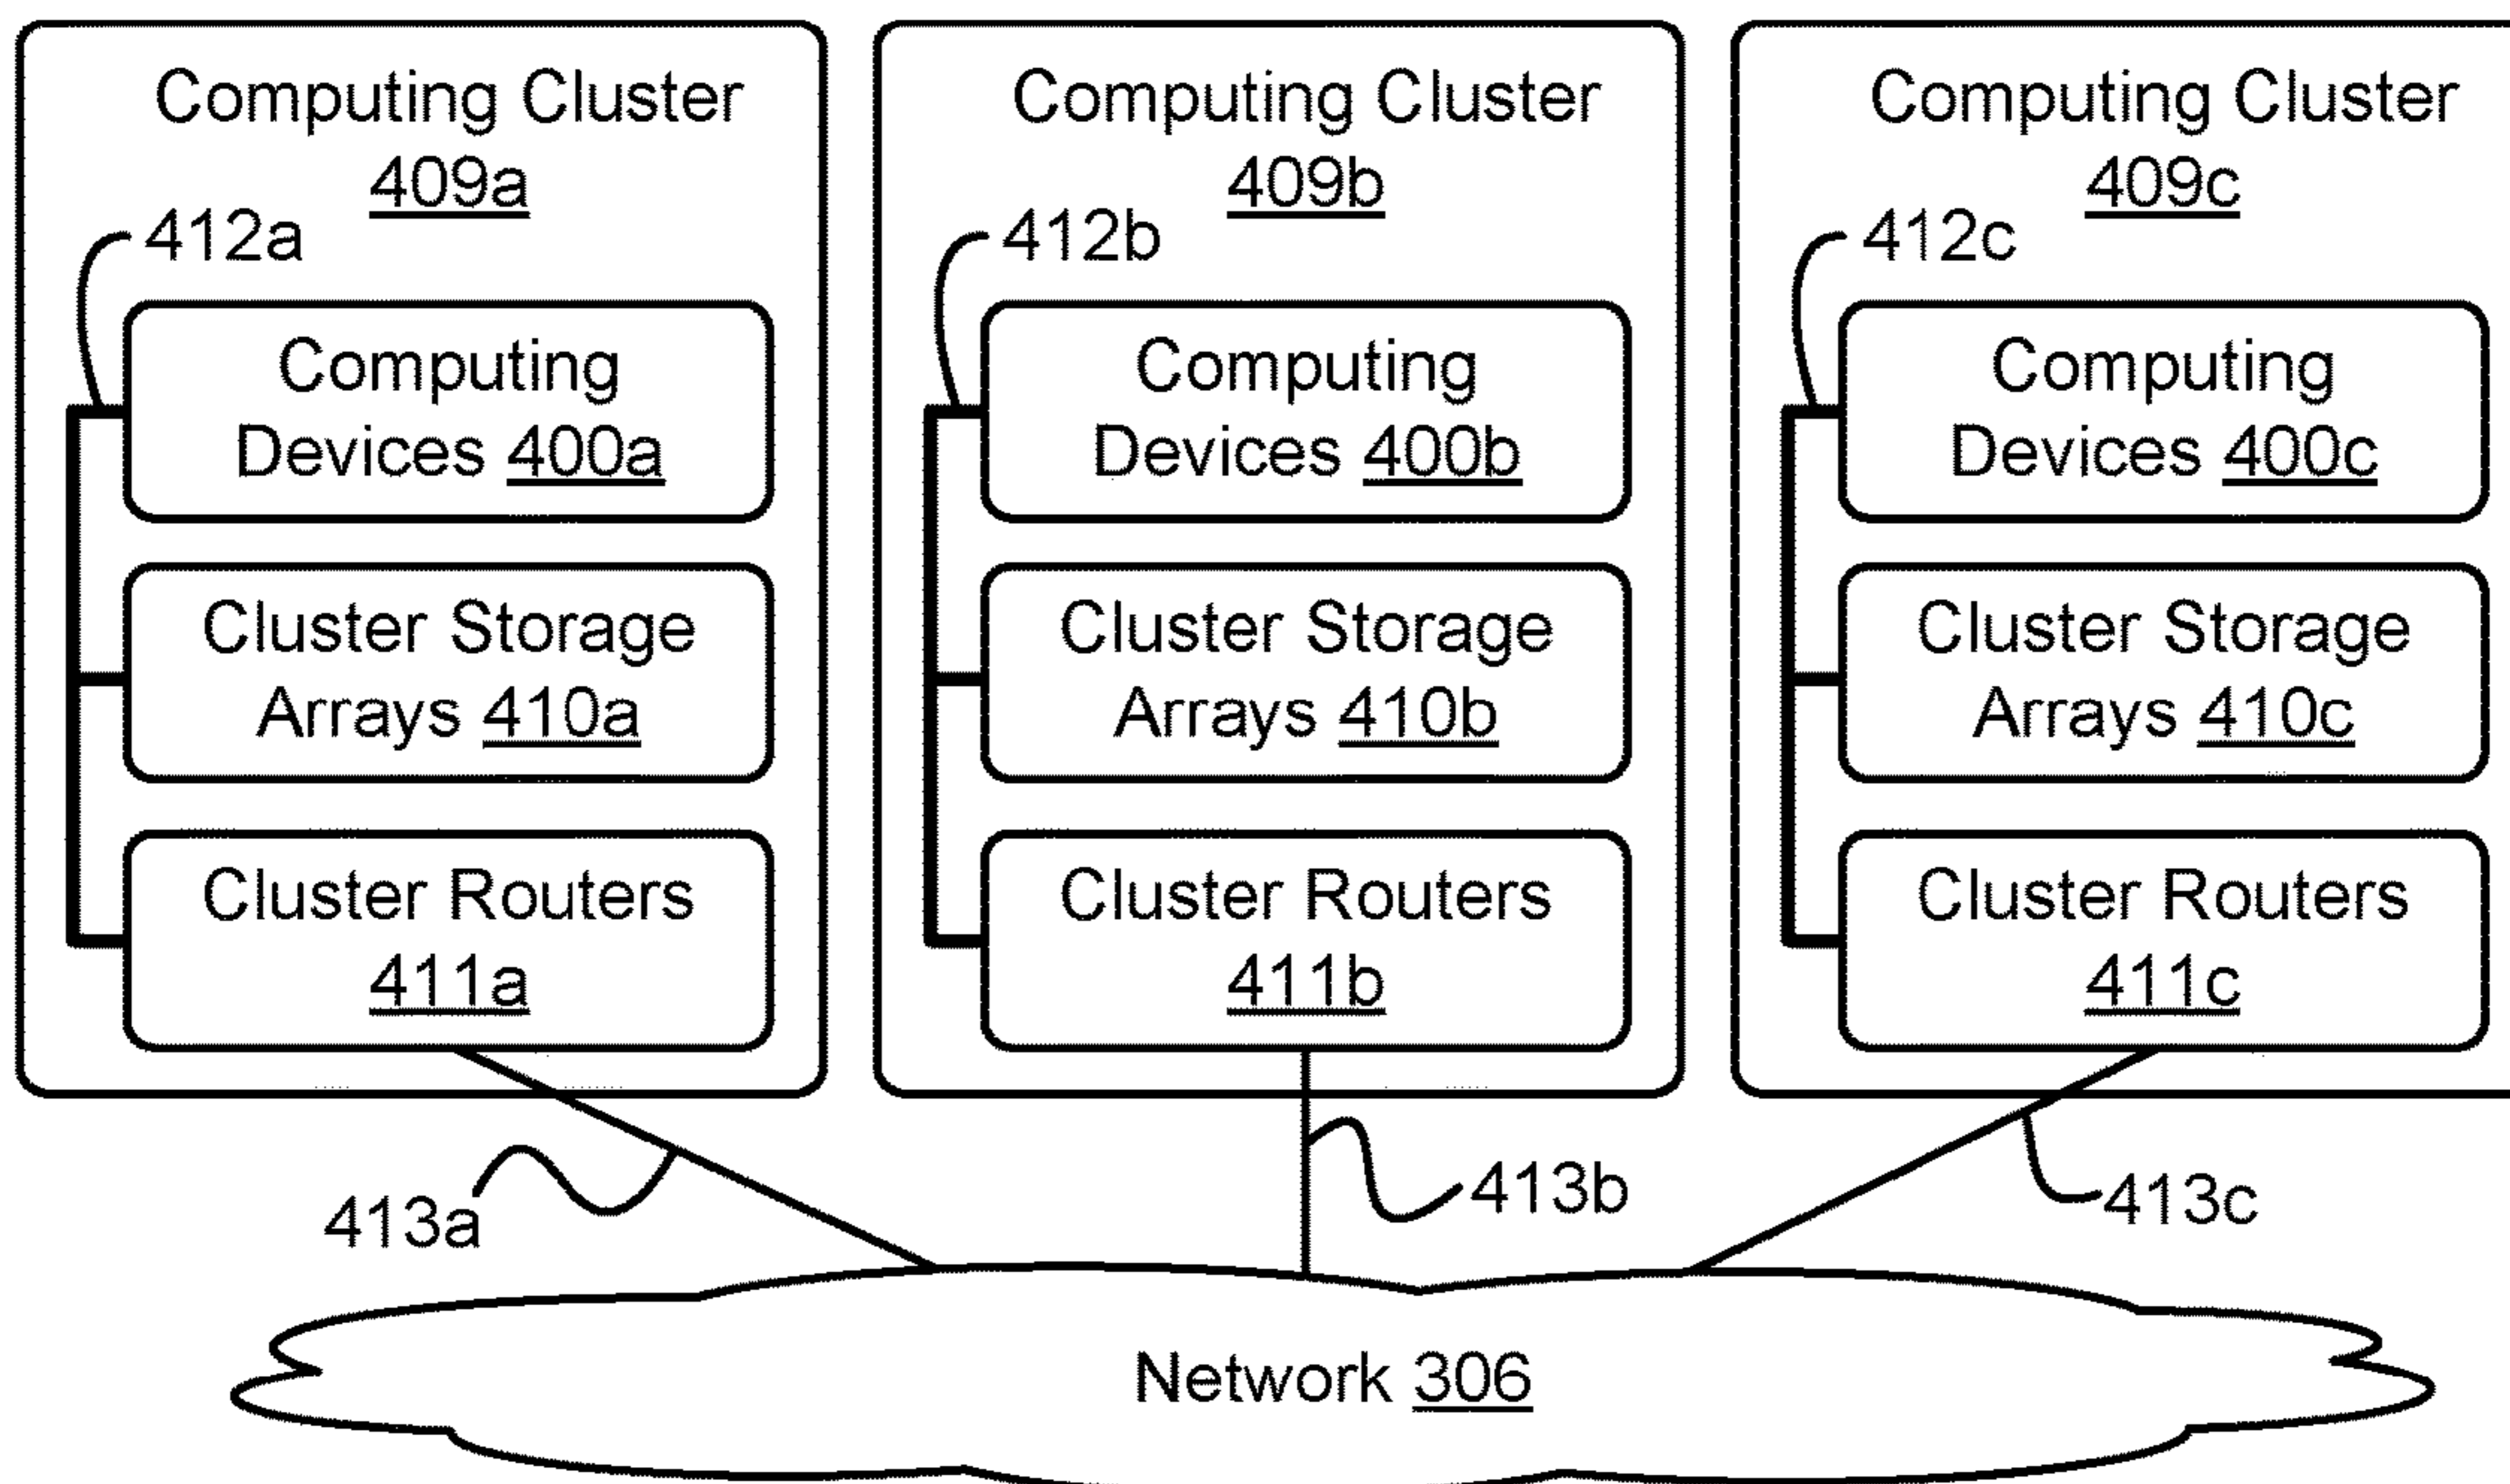 Computing Cluster
409a
412a
Computing
Devices 400a
Cluster Storage
Arrays 410a
Cluster Routers
411a
Computing Cluster
409b
412b
Computing
Devices 400b
Cluster Storage
Arrays 410b
Cluster Routers
411b
Computing Cluster
409c
412c
Computing
Devices 400c
Cluster Storage
Arrays 410c
Cluster Routers
411c
413a
413b
413c
Network 306